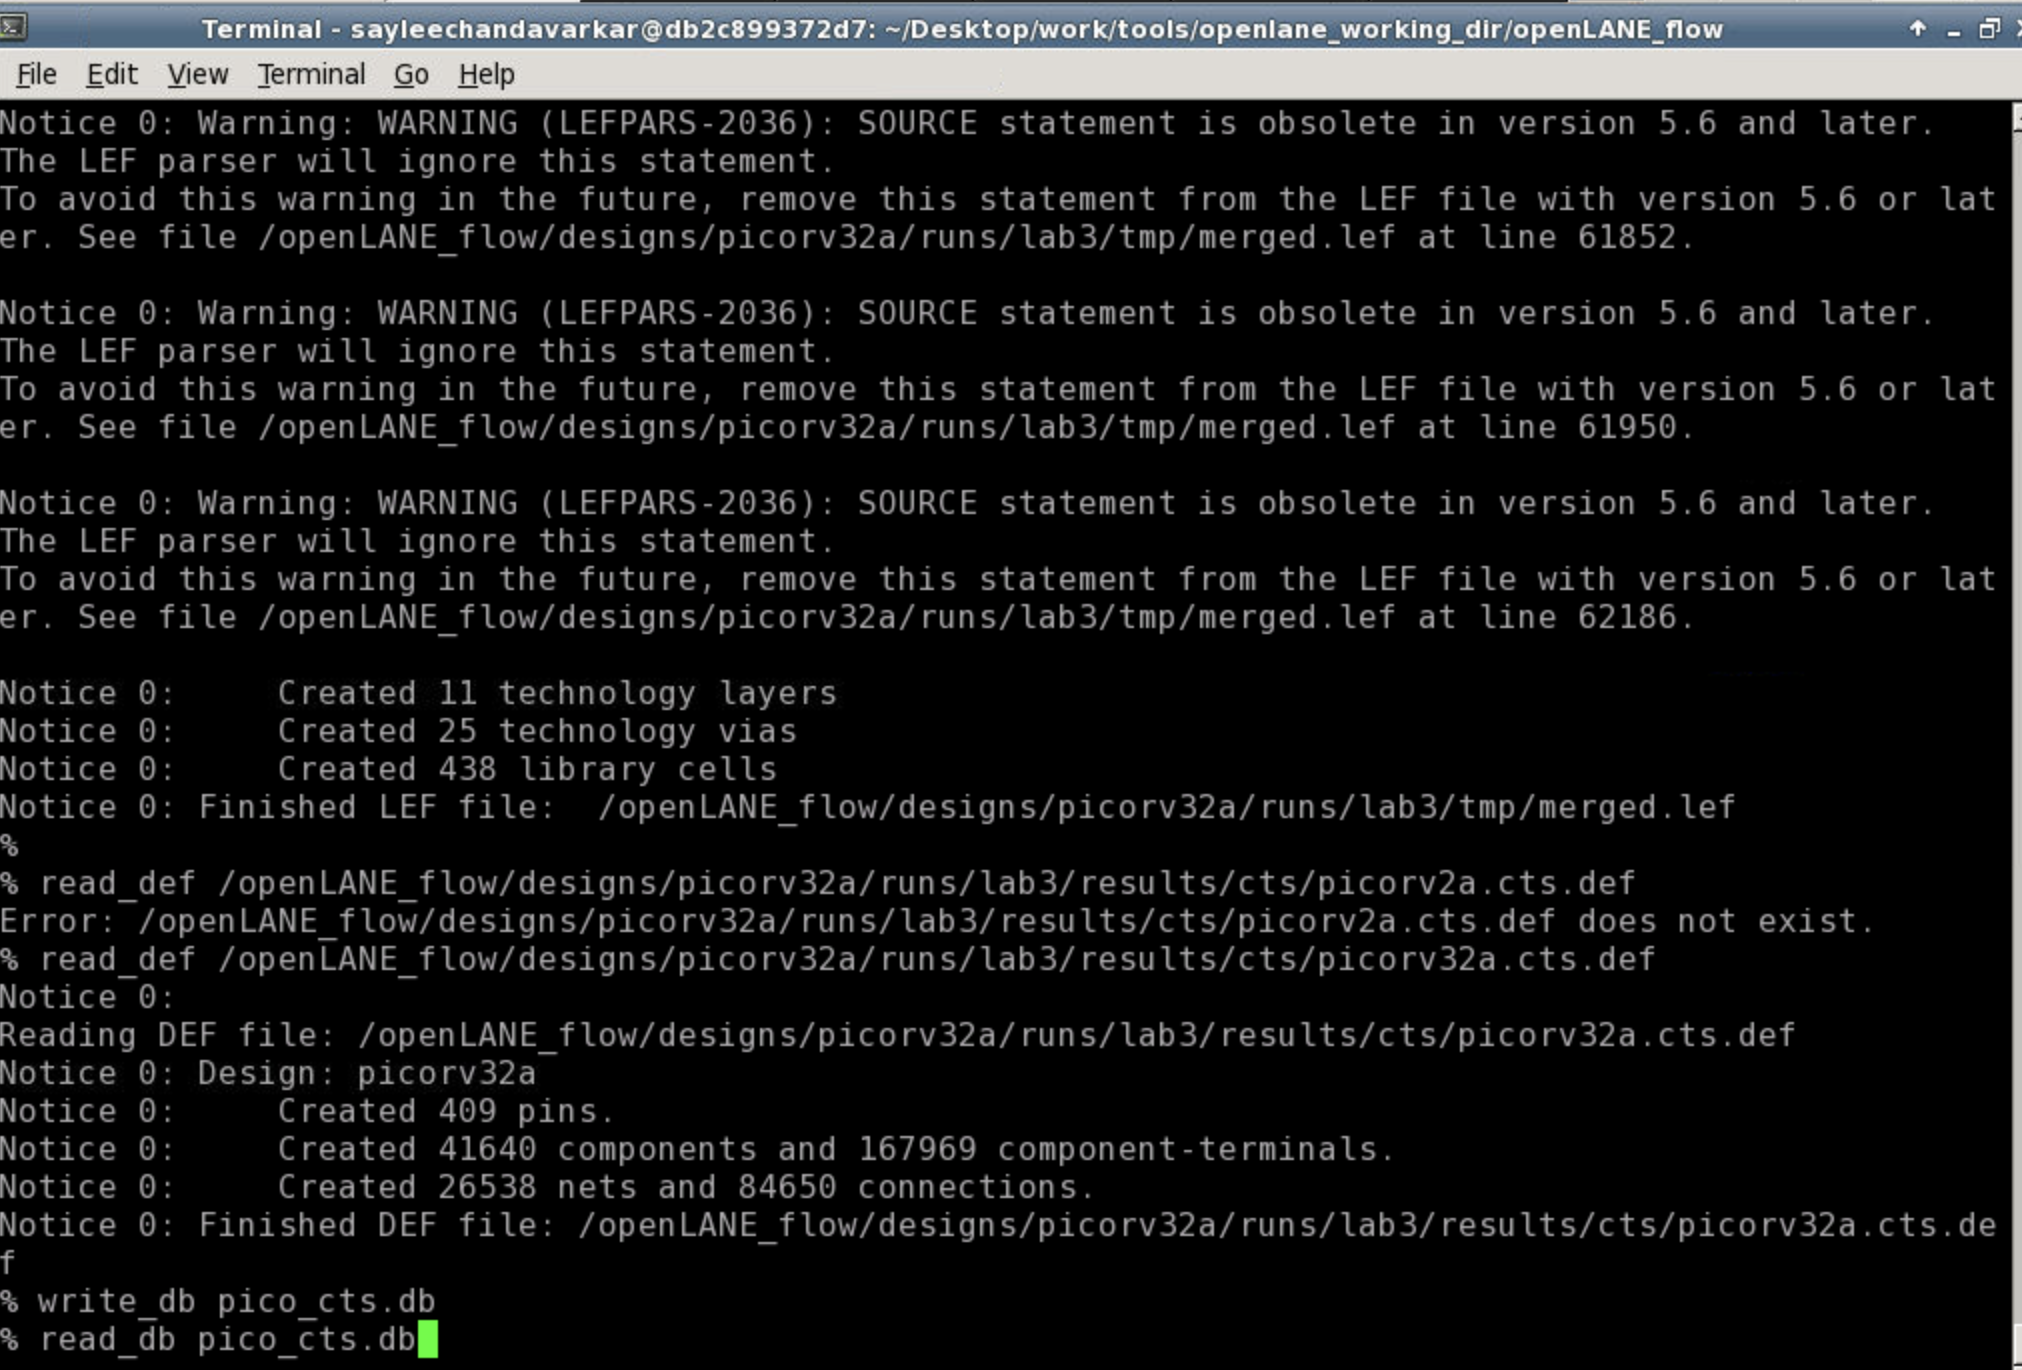 Terminal - sayleechandavarkar@db2c899372d7: ~/Desktop/work/tools/openlane_working_dir/openLANE_flow
File Edit View Terminal Go Help
Notice 0: Warning: WARNING (LEFPARS-2036): SOURCE statement is obsolete in version 5.6 and later.
The LEF parser will ignore this statement.
To avoid this warning in the future, remove this statement from the LEF file with version 5.6 or lat
er. See file /openLANE_flow/designs/picorv32a/runs/lab3/tmp/merged.lef at line 61852.
Notice 0: Warning: WARNING (LEFPARS-2036): SOURCE statement is obsolete in version 5.6 and later.
The LEF parser will ignore this statement.
To avoid this warning in the future, remove this statement from the LEF file with version 5.6 or lat
er. See file /openLANE_flow/designs/picorv32a/runs/lab3/tmp/merged.lef at line 61950.
Notice 0: Warning: WARNING (LEFPARS-2036): SOURCE statement is obsolete in version 5.6 and later.
The LEF parser will ignore this statement.
To avoid this warning in the future, remove this statement from the LEF file with version 5.6 or lat
er. See file /openLANE_flow/designs/picorv32a/runs/lab3/tmp/merged.lef at line 62186.
Notice 0:     Created 11 technology layers
Notice 0:     Created 25 technology vias
Notice 0:     Created 438 library cells
Notice 0: Finished LEF file:  /openLANE_flow/designs/picorv32a/runs/lab3/tmp/merged.lef
%
% read_def /openLANE_flow/designs/picorv32a/runs/lab3/results/cts/picorv2a.cts.def
Error: /openLANE_flow/designs/picorv32a/runs/lab3/results/cts/picorv2a.cts.def does not exist.
% read_def /openLANE_flow/designs/picorv32a/runs/lab3/results/cts/picorv32a.cts.def
Notice 0:
Reading DEF file: /openLANE_flow/designs/picorv32a/runs/lab3/results/cts/picorv32a.cts.def
Notice 0: Design: picorv32a
Notice 0:     Created 409 pins.
Notice 0:     Created 41640 components and 167969 component-terminals.
Notice 0:     Created 26538 nets and 84650 connections.
Notice 0: Finished DEF file: /openLANE_flow/designs/picorv32a/runs/lab3/results/cts/picorv32a.cts.de
f
% write_db pico_cts.db
% read_db pico_cts.db